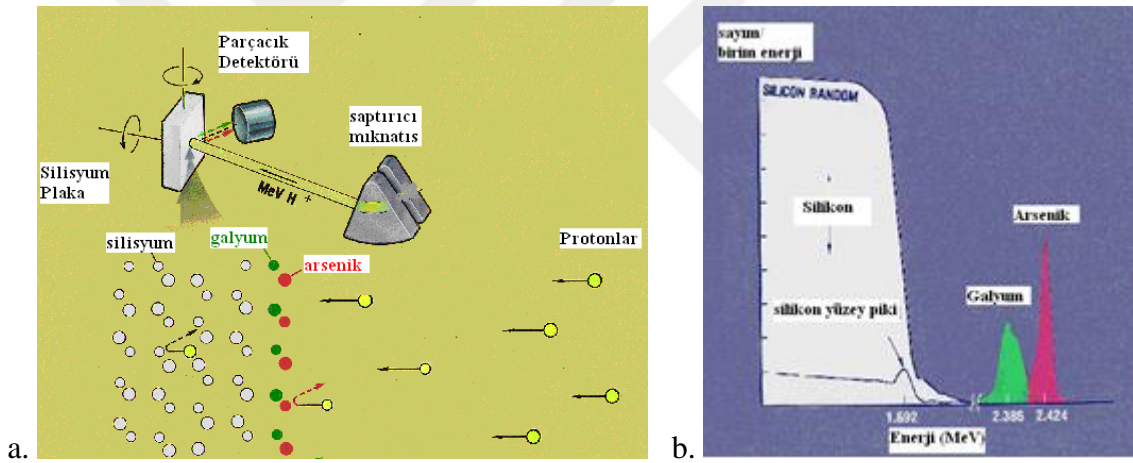 Parçacık
Detektörü
saptırıcı
mıknatıs
Silisyum
Plaka
MeV H +
silisyum
galyum
arsenik
Protonlar
a.
sayım/
birim enerji
SILICON RANDOM
Silikon
Arsenik
Galyum
silikon yüzey piki
1.692
2.385
2.424
Enerji (MeV)
b.